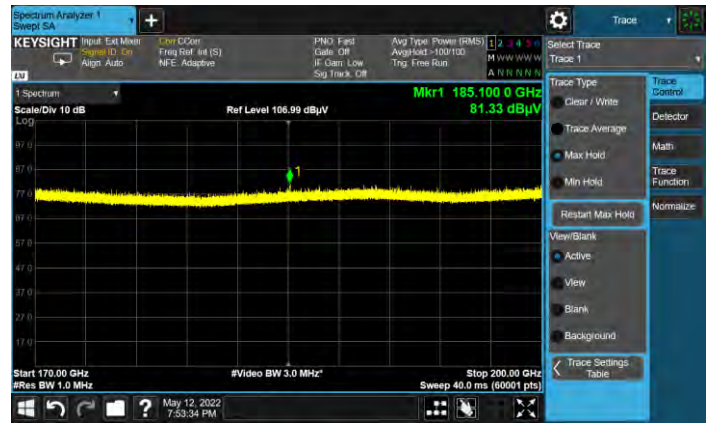 Spectrum Analyzer 1
Swept SA
+
Trace
KEYSIGHT
Input: Ext Mixer
Signal ID: On
Align: Auto
Corr CCorr
Freq Ref: Int (S)
NFE: Adaptive
PNO: Fast
Gate: Off
IF Gain: Low
Sig Track: Off
Avg Type: Power (RMS)
Avg|Hold:>100/100
Trig: Free Run
1 2 3 4 5 6
M W W W W W
A N N N N N
LVI
Select Trace
Trace 1
1 Spectrum
Scale/Div 10 dB
Ref Level 106.99 dBµV
Mkr1 185.100 0 GHz
81.33 dBµV
Log
97.0
87.0
77.0
67.0
57.0
47.0
37.0
27.0
17.0
1
Start 170.00 GHz
#Res BW 1.0 MHz
#Video BW 3.0 MHz*
Stop 200.00 GHz
Sweep 40.0 ms (60001 pts)
Trace Type
Clear / Write
Trace Average
Max Hold
Min Hold
Restart Max Hold
View/Blank
Active
View
Blank
Background
Trace Settings
Table
Trace
Control
Detector
Math
Trace
Function
Normalize
?
May 12, 2022
7:53:34 PM